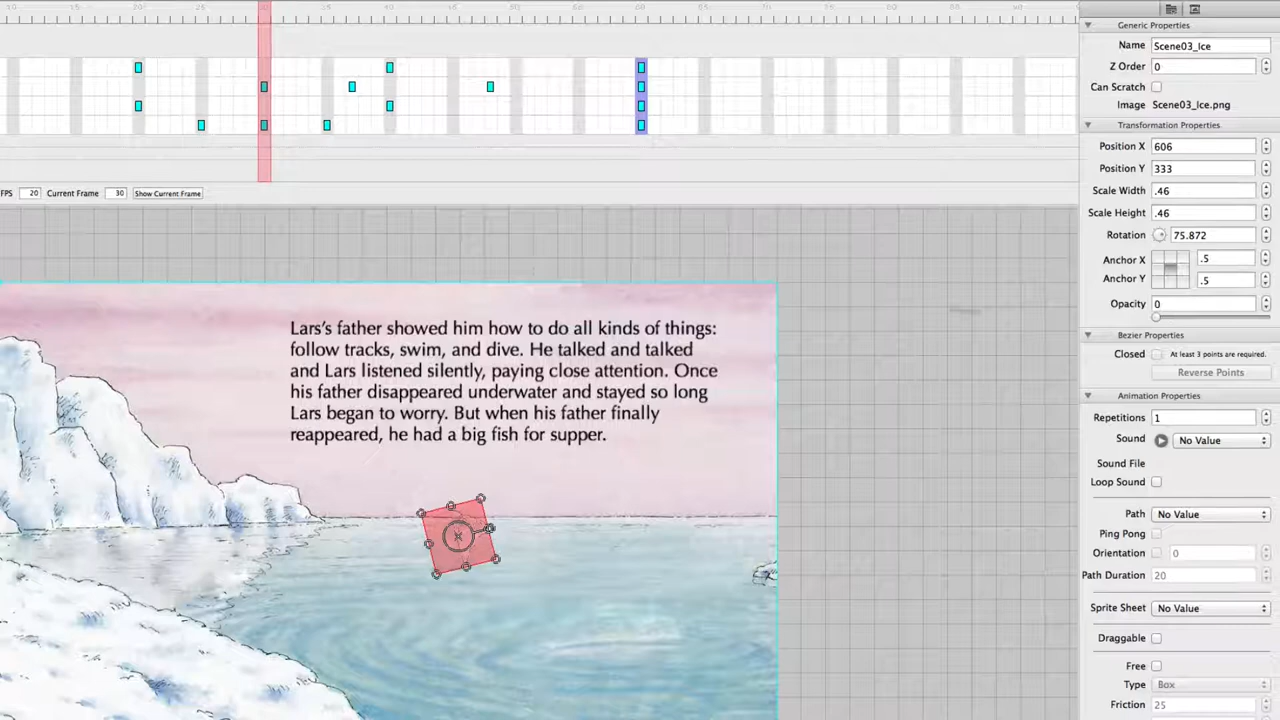 Generic Properties
Name Scene03_Ice
Z Order 0
Can Scratch
Image Scene03_Ice.png
Transformation Properties
Position X 606
Position Y 333
Scale Width .46
Scale Height .46
Rotation 75.872
Anchor X .5
Anchor Y .5
Opacity 0
Bezier Properties
Closed At least 3 points are required.
Reverse Points
Animation Properties
Repetitions 1
Sound No Value
Sound File
Loop Sound
Path No Value
Ping Pong
Orientation 0
Path Duration 20
Sprite Sheet No Value
Draggable
Free
Type Box
Friction 25
FPS 20 Current Frame 30 Show Current Frame
Lars's father showed him how to do all kinds of things:
follow tracks, swim, and dive. He talked and talked
and Lars listened silently, paying close attention. Once
his father disappeared underwater and stayed so long
Lars began to worry. But when his father finally
reappeared, he had a big fish for supper.